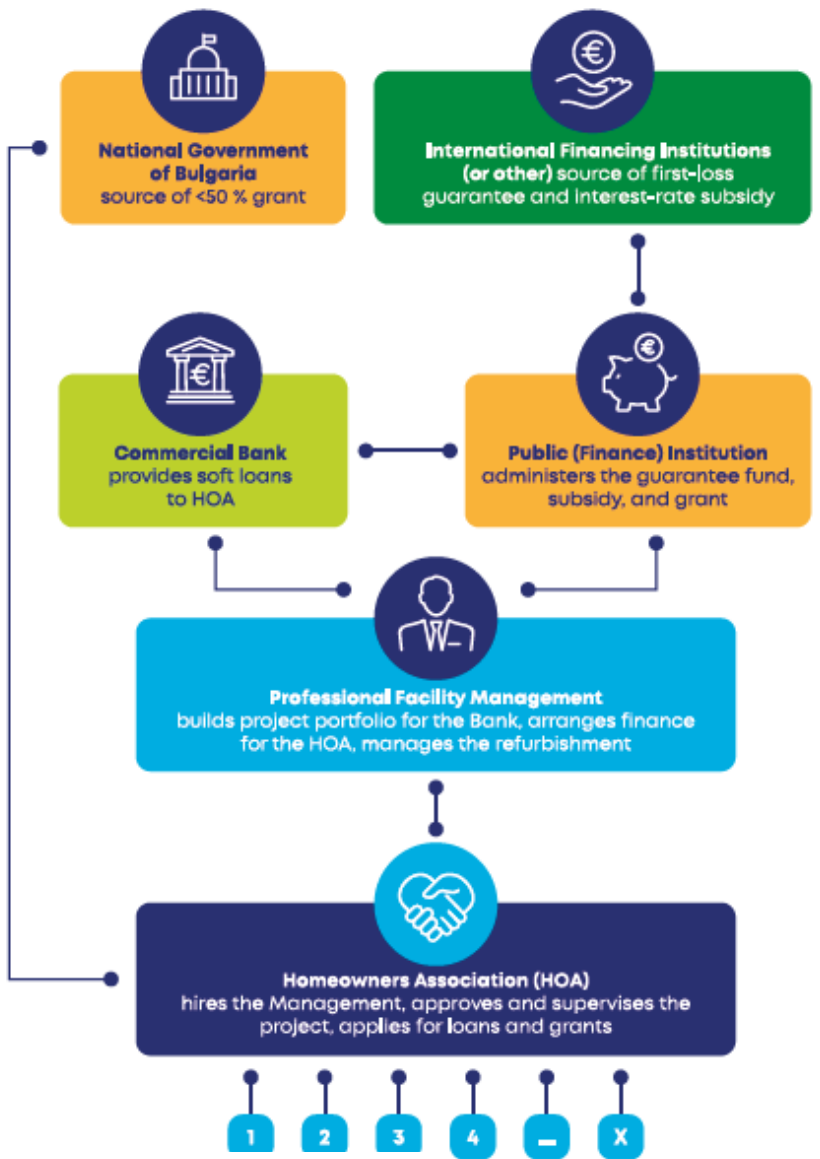 National Government
of Bulgaria
source of <50 % grant
International Financing Institutions
(or other) source of first-loss
guarantee and interest-rate subsidy
€
Commercial Bank
provides soft loans
to HOA
€
Public (Finance) Institution
administers the guarantee fund,
subsidy, and grant
€
Professional Facility Management
builds project portfolio for the Bank, arranges finance
for the HOA, manages the refurbishment
Homeowners Association (HOA)
hires the Management, approves and supervises the
project, applies for loans and grants
1 2 3 4 _ X